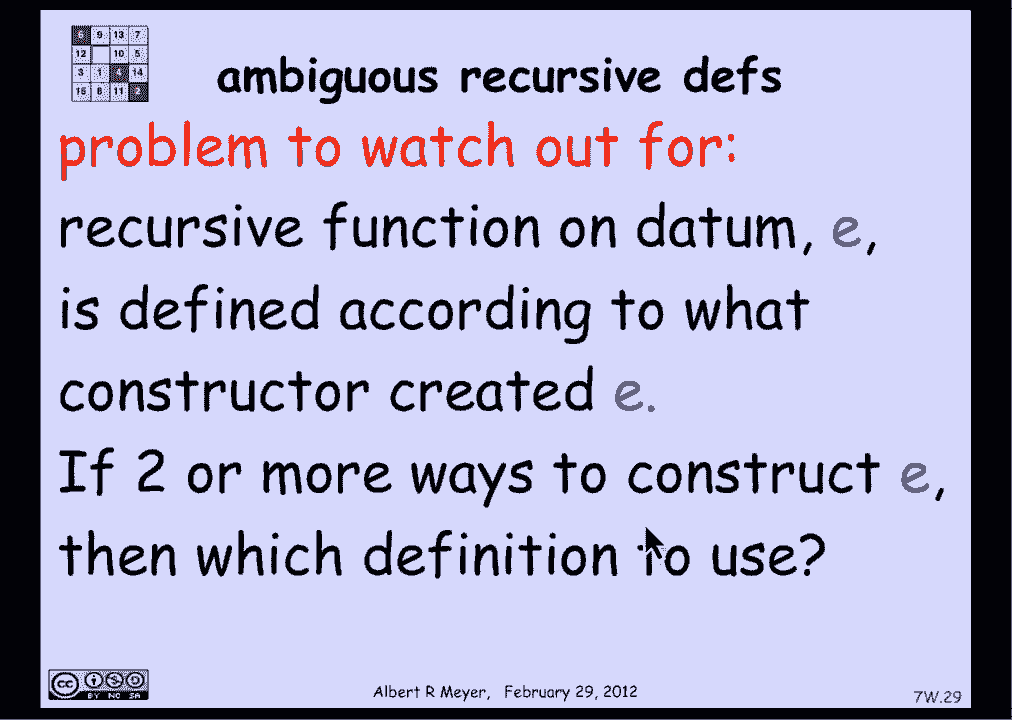 6 9 13 7
12 10 5
3 1 4 14
15 8 11 2
ambiguous recursive defs
problem to watch out for:
recursive function on datum, e,
is defined according to what
constructor created e.
If 2 or more ways to construct e,
then which definition to use?
cc BY NC SA
Albert R Meyer, February 29, 2012
7W.29